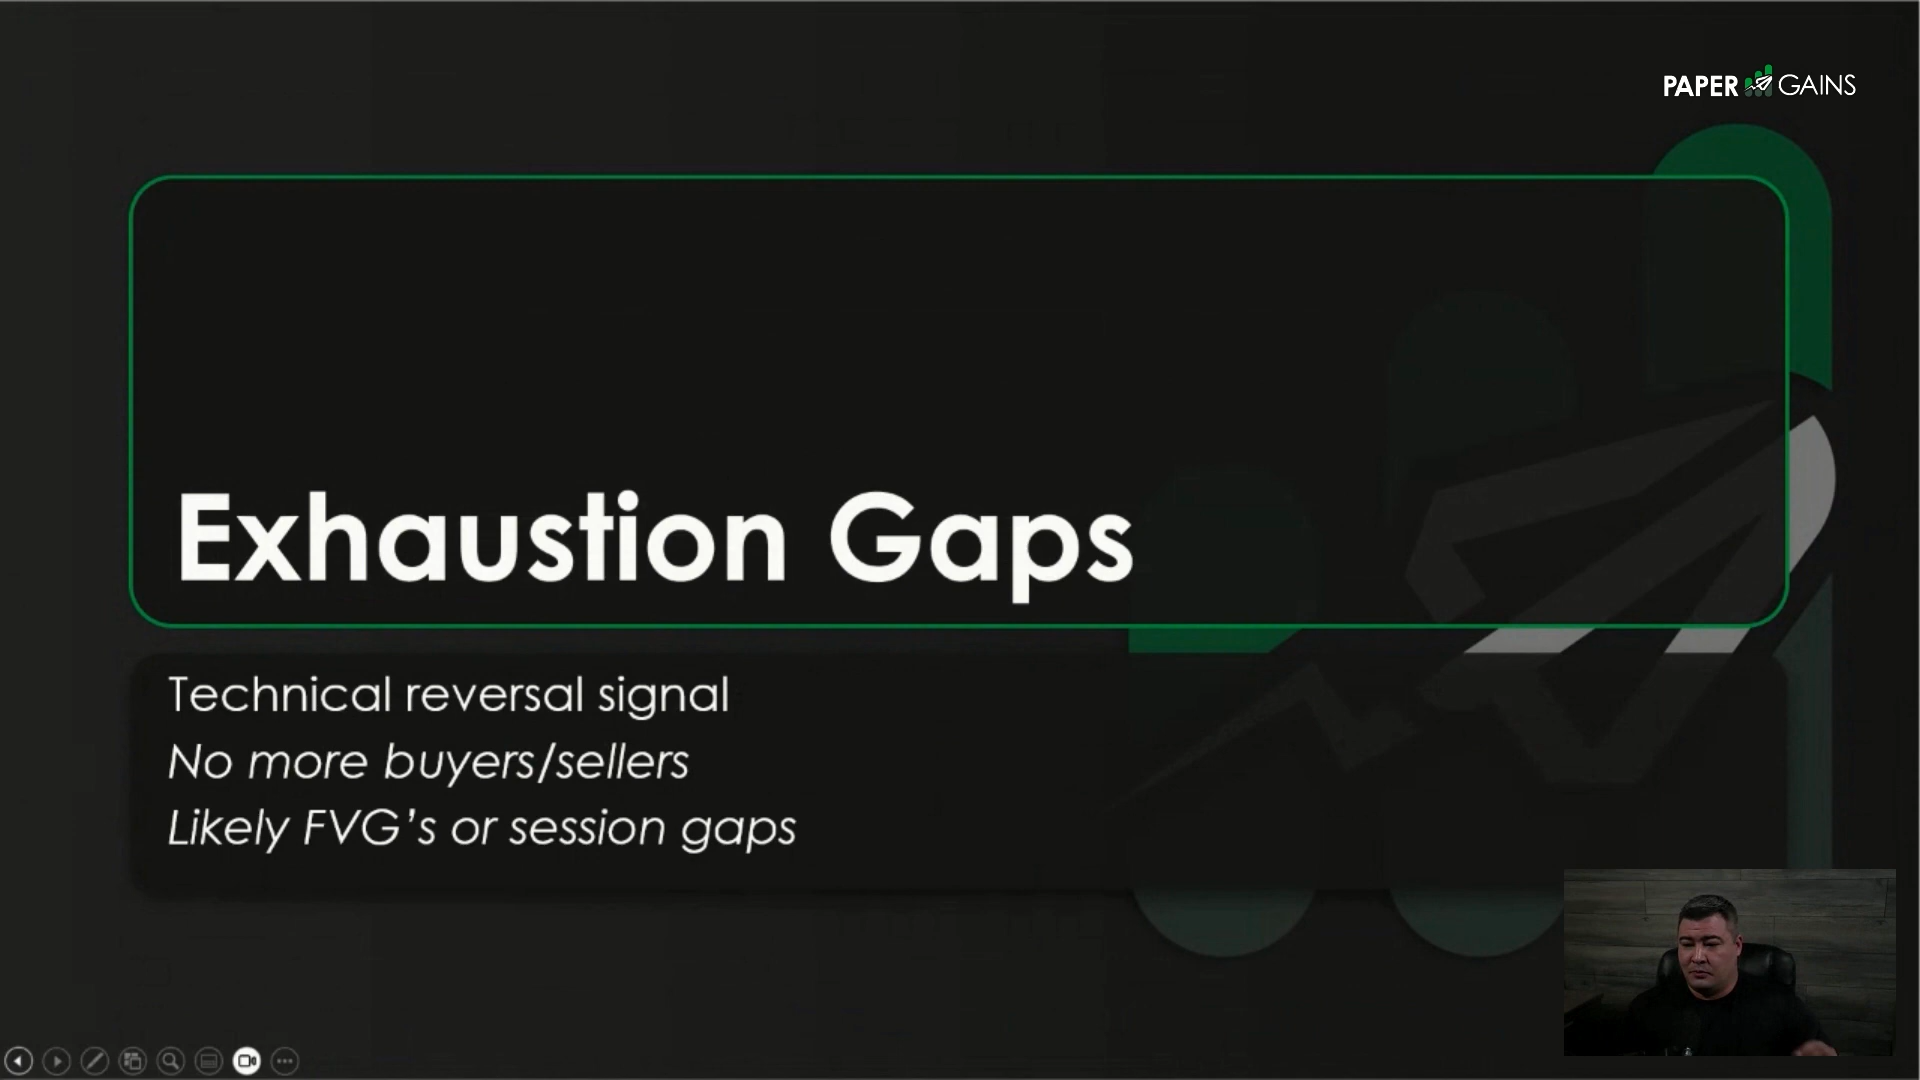 PAPER GAINS
Exhaustion Gaps
Technical reversal signal
No more buyers/sellers
Likely FVG’s or session gaps